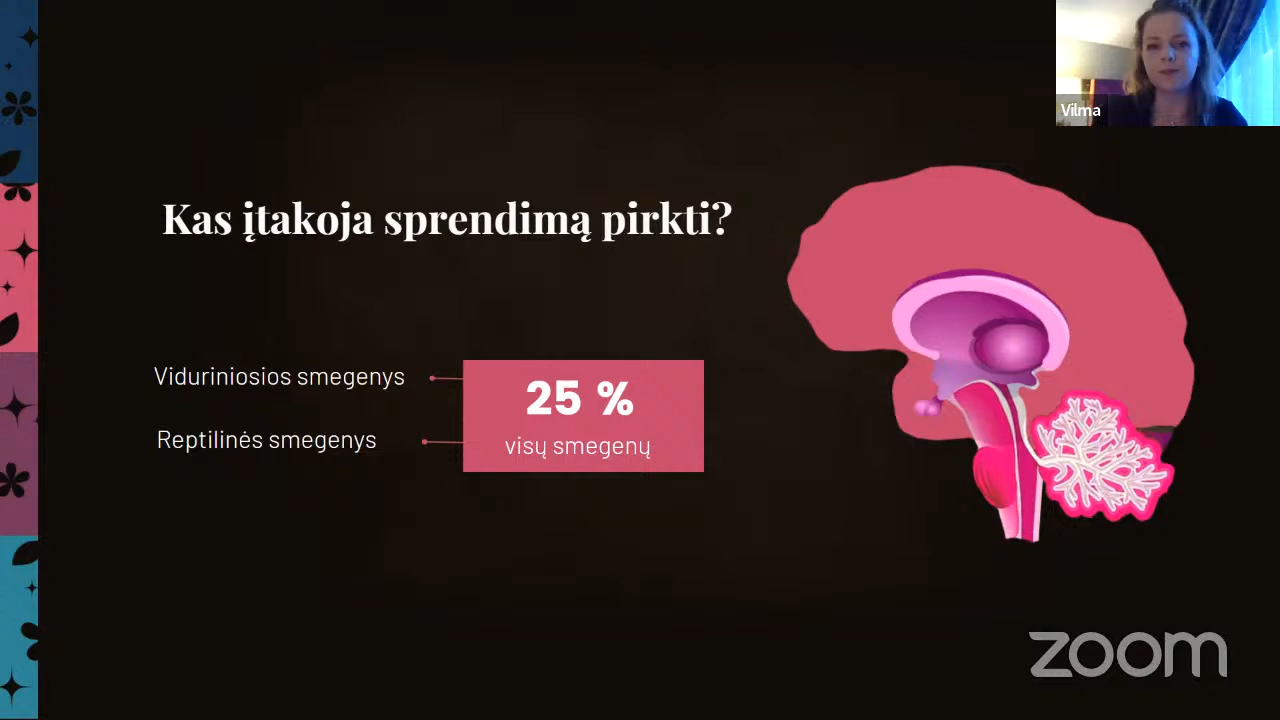 Vilma
Kas įtakoja sprendimą pirkti?
Viduriniosios smegenys
Reptilinės smegenys
25 %
visų smegenų
zoom